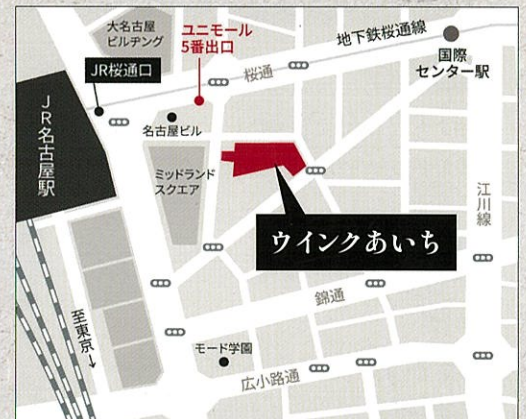 大名古屋
ビルヂング
ユニモール
5番出口
地下鉄桜通線
国際
センター駅
JR桜通口
桜通
JR名古屋駅
名古屋ビル
ミッドランド
スクエア
江川線
ウインクあいち
錦通
至東京→
モード学園
広小路通